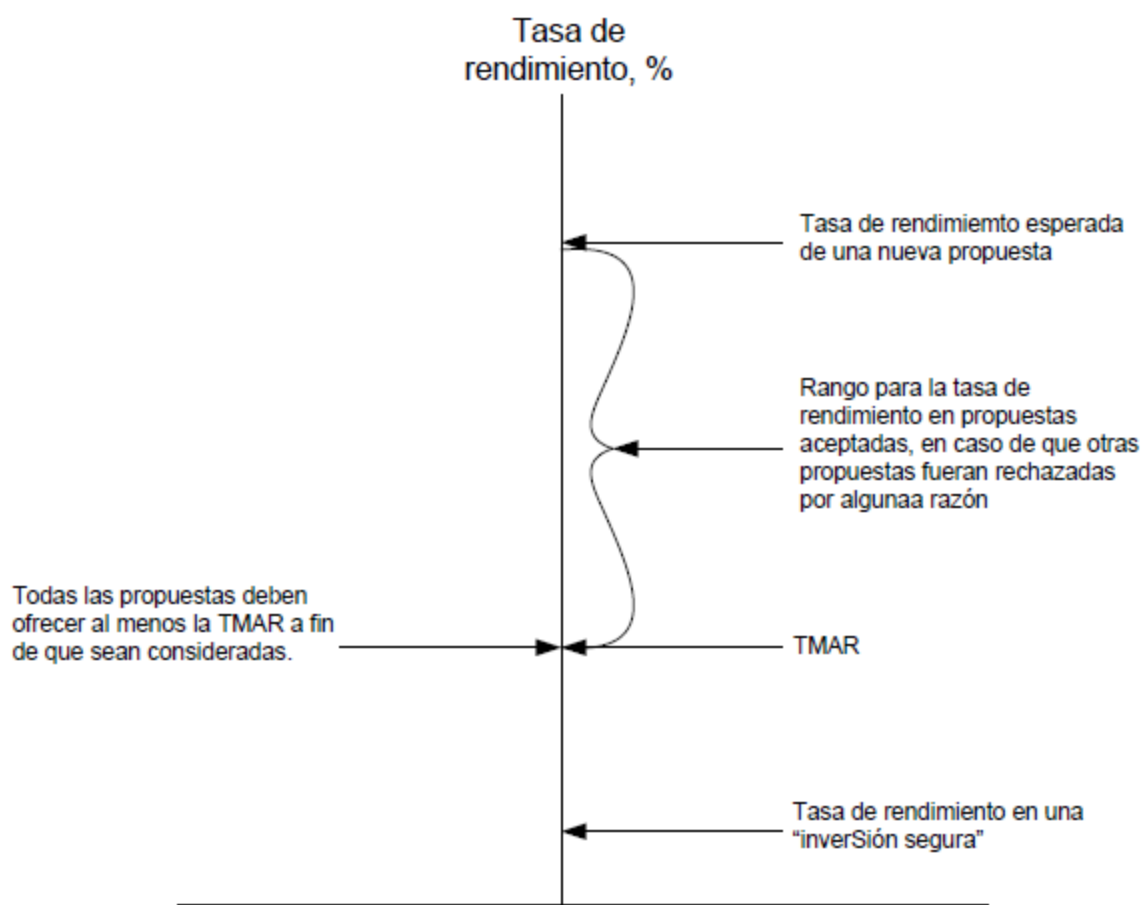 Tasa de
rendimiento, %
Tasa de rendimiemto esperada
de una nueva propuesta
Rango para la tasa de
rendimiento en propuestas
aceptadas, en caso de que otras
propuestas fueran rechazadas
por algunaa razón
Todas las propuestas deben
ofrecer al menos la TMAR a fin
de que sean consideradas.
TMAR
Tasa de rendimiento en una
“inverSión segura”